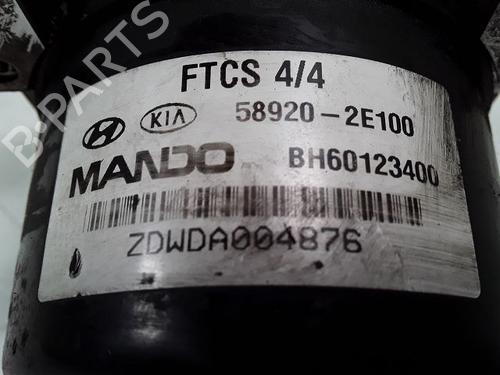 B-PARTS
FTCS 4/4
KIA 58920-2E100
MANDO BH60123400
ZDWDA004876